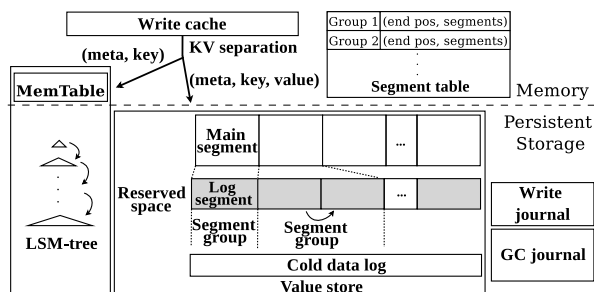 Write cache
KV separation
(meta, key)
(meta, key, value)
Group 1 (end pos, segments)
Group 2 (end pos, segments)
Segment table
MemTable
Memory
Persistent
Storage
Main
segment
...
Reserved
space
Log
segment
...
Segment
group
Segment
group
LSM-tree
Write
journal
GC journal
Cold data log
Value store